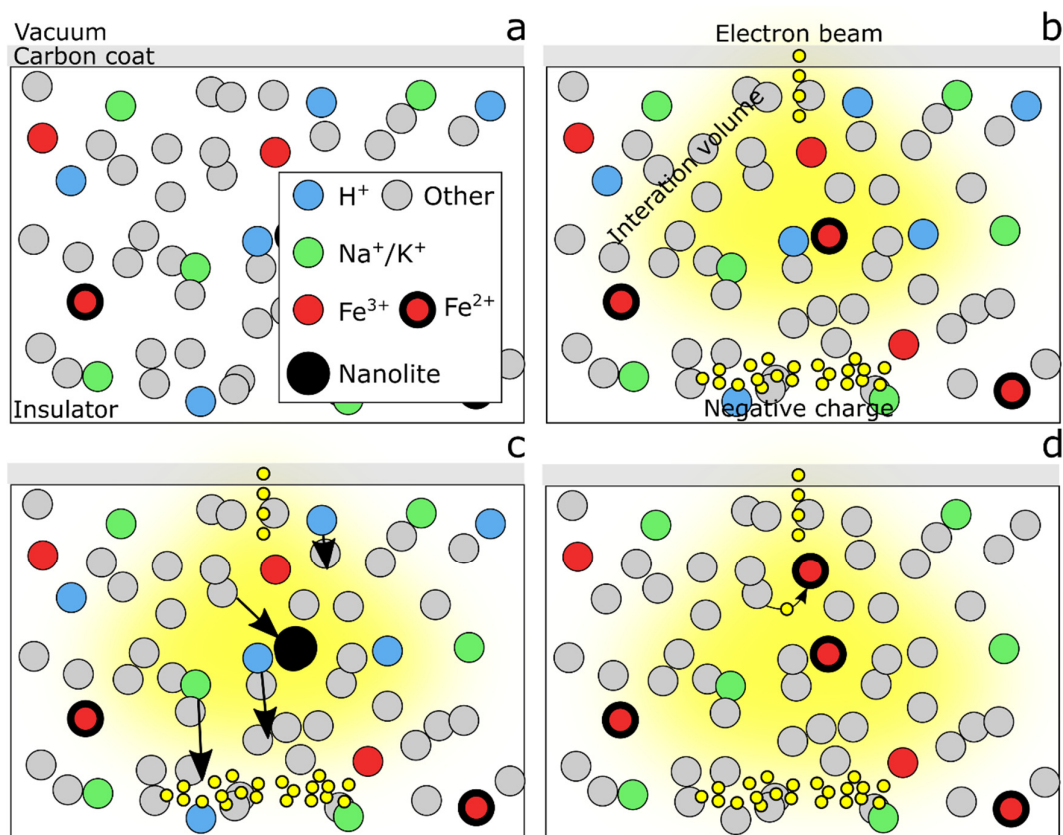 Vacuum
a
Carbon coat
H⁺
Other
Na⁺/K⁺
Fe³⁺
Fe²⁺
Nanolite
Insulator
Electron beam
b
Interation volume
Negative charge
c
d